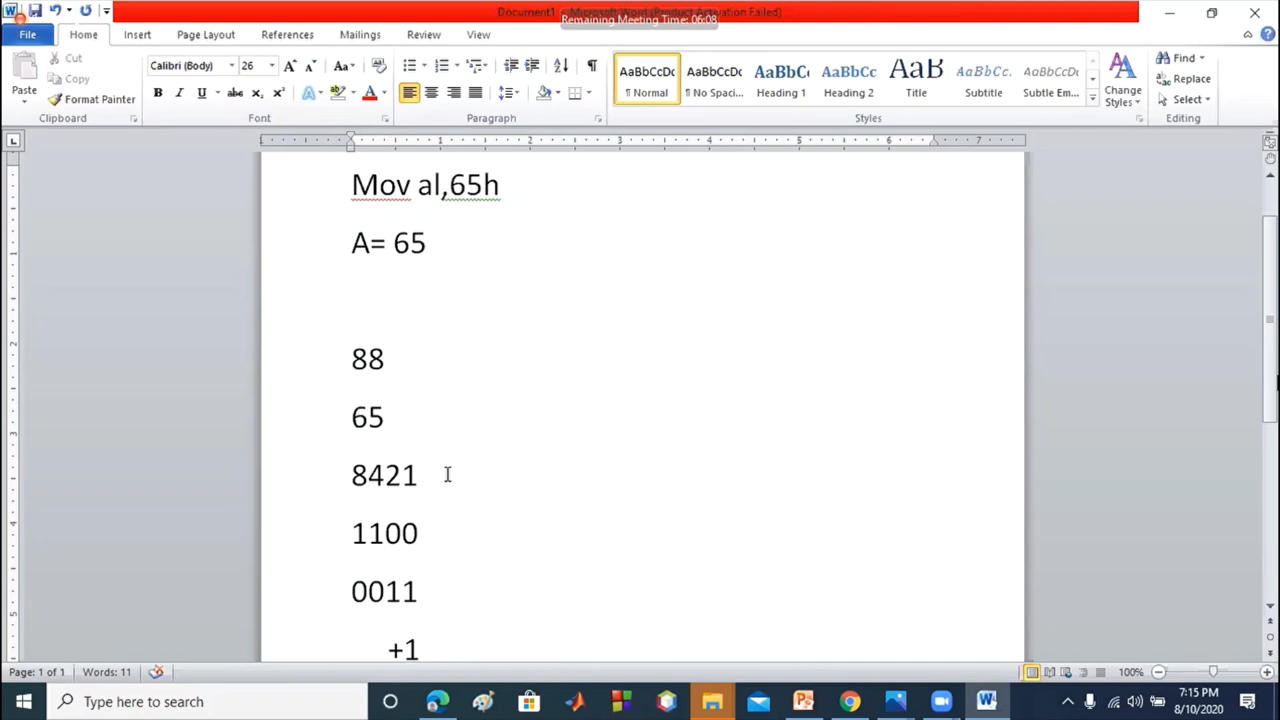 Document1 - Microsoft Word (Product Activation Failed)
Remaining Meeting Time: 06:08
File Home Insert Page Layout References Mailings Review View
Paste
Cut
Copy
Format Painter
Clipboard
Calibri (Body) 26
Font
Paragraph
AaBbCcDc AaBbCcDc AaBbC AaBbCc AaB AaBbCcDc AaBbCcDc
¶ Normal ¶ No Spaci... Heading 1 Heading 2 Title Subtitle Subtle Em...
Change Styles
Styles
Find
Replace
Select
Editing
Mov al,65h
A= 65
88
65
8421
1100
0011
+1
Page: 1 of 1 Words: 11 100%
Type here to search
7:15 PM
8/10/2020